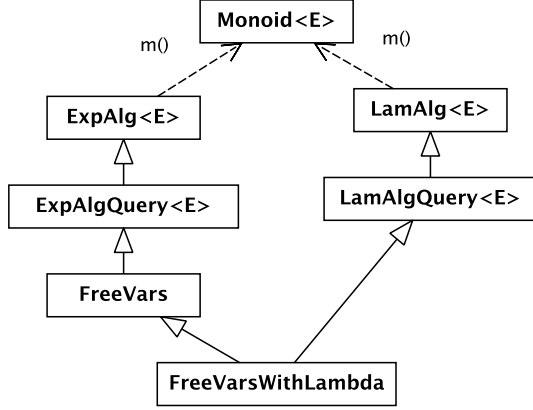 Monoid<E>
m()
m()
ExpAlg<E>
LamAlg<E>
ExpAlgQuery<E>
LamAlgQuery<E>
FreeVars
FreeVarsWithLambda